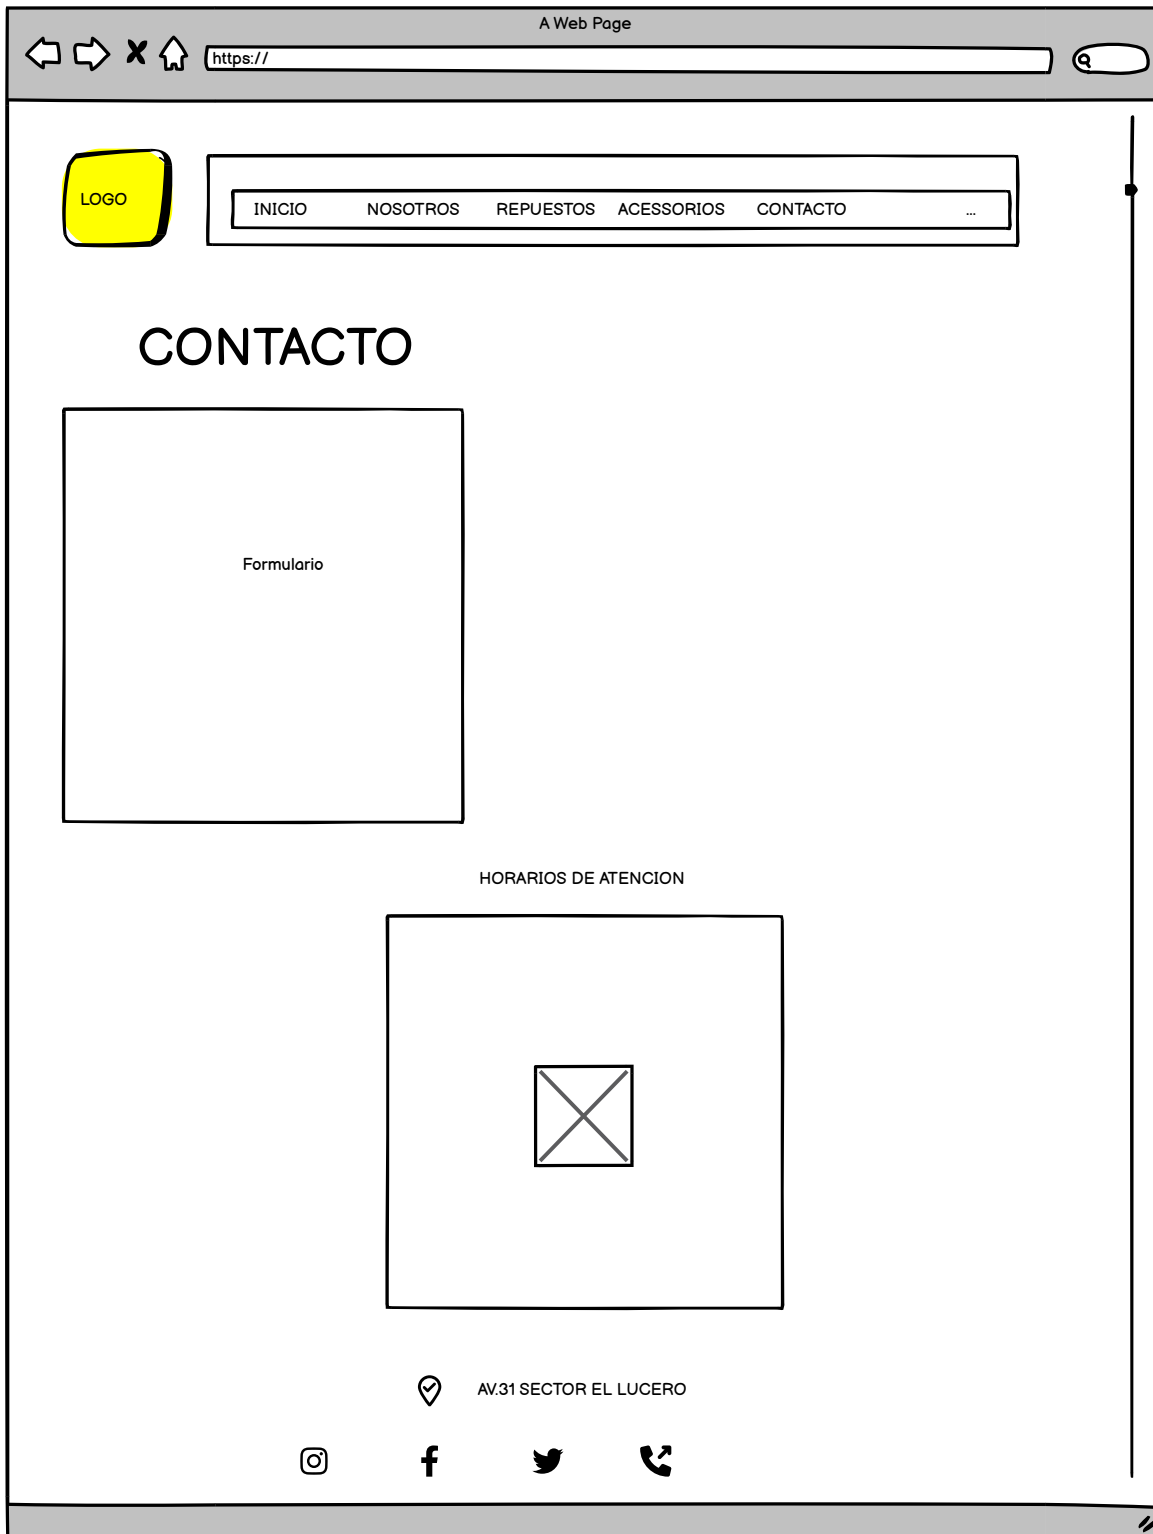 A Web Page
https://
LOGO
INICIO NOSOTROS REPUESTOS ACESSORIOS CONTACTO ...
CONTACTO
Formulario
HORARIOS DE ATENCION
AV.31 SECTOR EL LUCERO